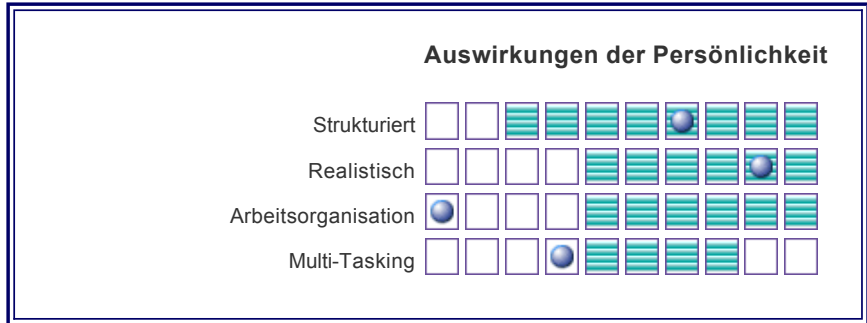 Auswirkungen der Persönlichkeit
Strukturiert
Realistisch
Arbeitsorganisation
Multi-Tasking